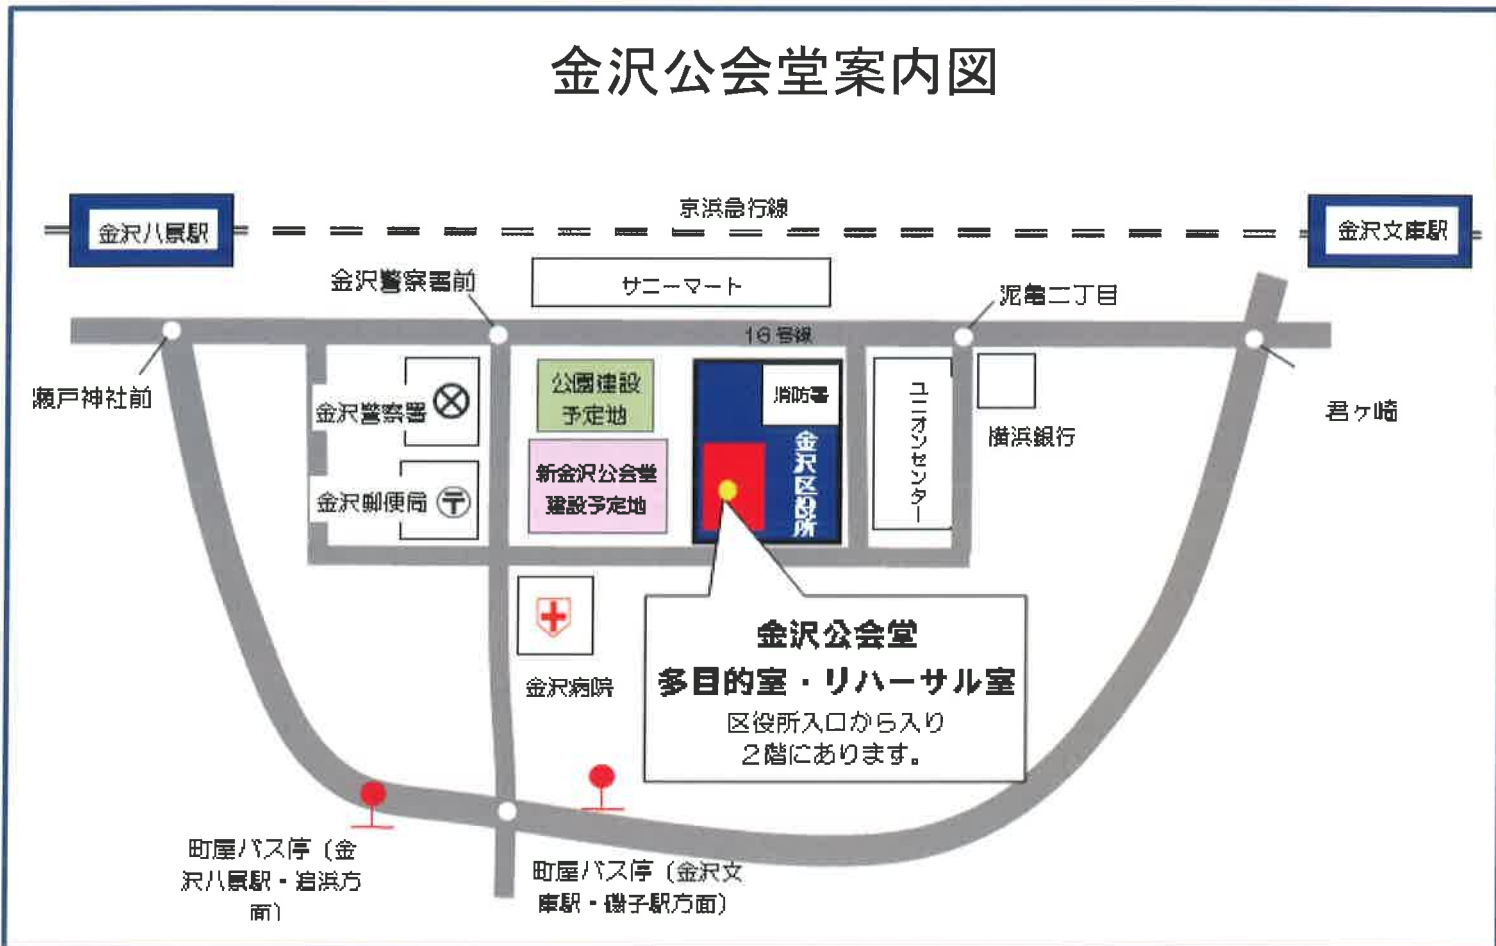 金沢公会堂案内図
京浜急行線
金沢八景駅
金沢文庫駅
金沢警察署前
サニーマート
泥亀二丁目
16号線
瀬戸神社前
君ヶ崎
金沢警察署
公園建設
予定地
消防署
金沢区役所
ユニオンセンター
横浜銀行
金沢郵便局
〒
新金沢公会堂
建設予定地
金沢病院
金沢公会堂
多目的室・リハーサル室
区役所入口から入り
2階にあります。
町屋バス停（金
沢八景駅・追浜方
面）
町屋バス停（金沢文
庫駅・磯子駅方面）